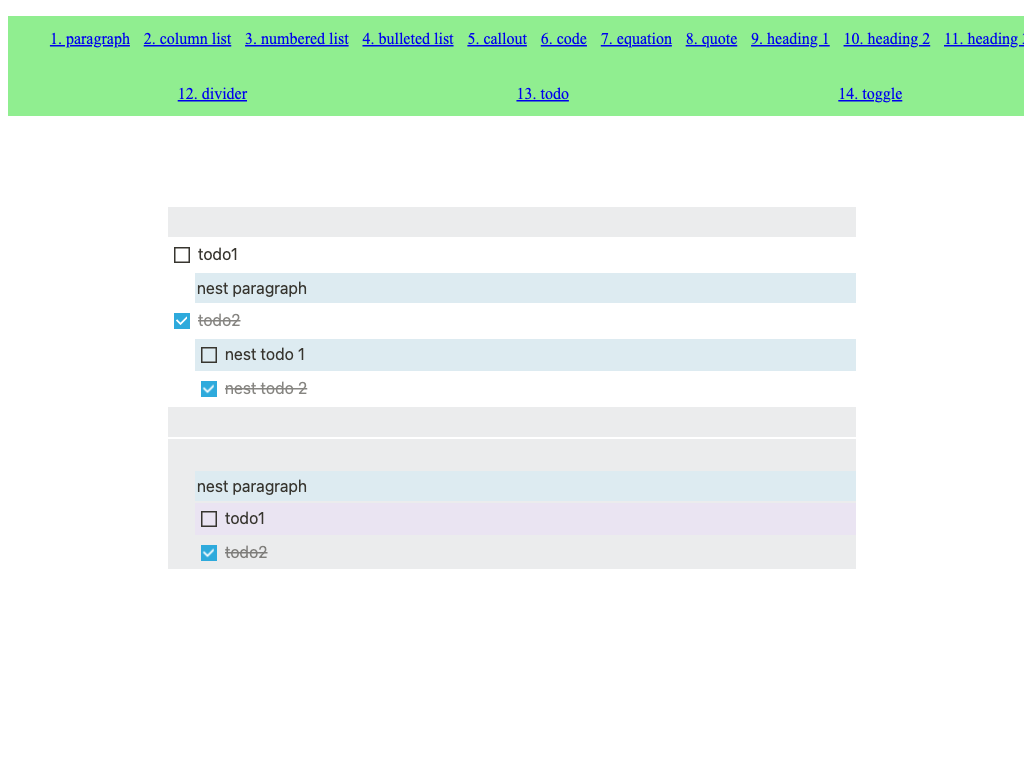 1. paragraph 2. column list 3. numbered list 4. bulleted list 5. callout 6. code 7. equation 8. quote 9. heading 1 10. heading 2 11. heading
12. divider 13. todo 14. toggle
todo1
nest paragraph
todo2
nest todo 1
nest todo 2
nest paragraph
todo1
todo2